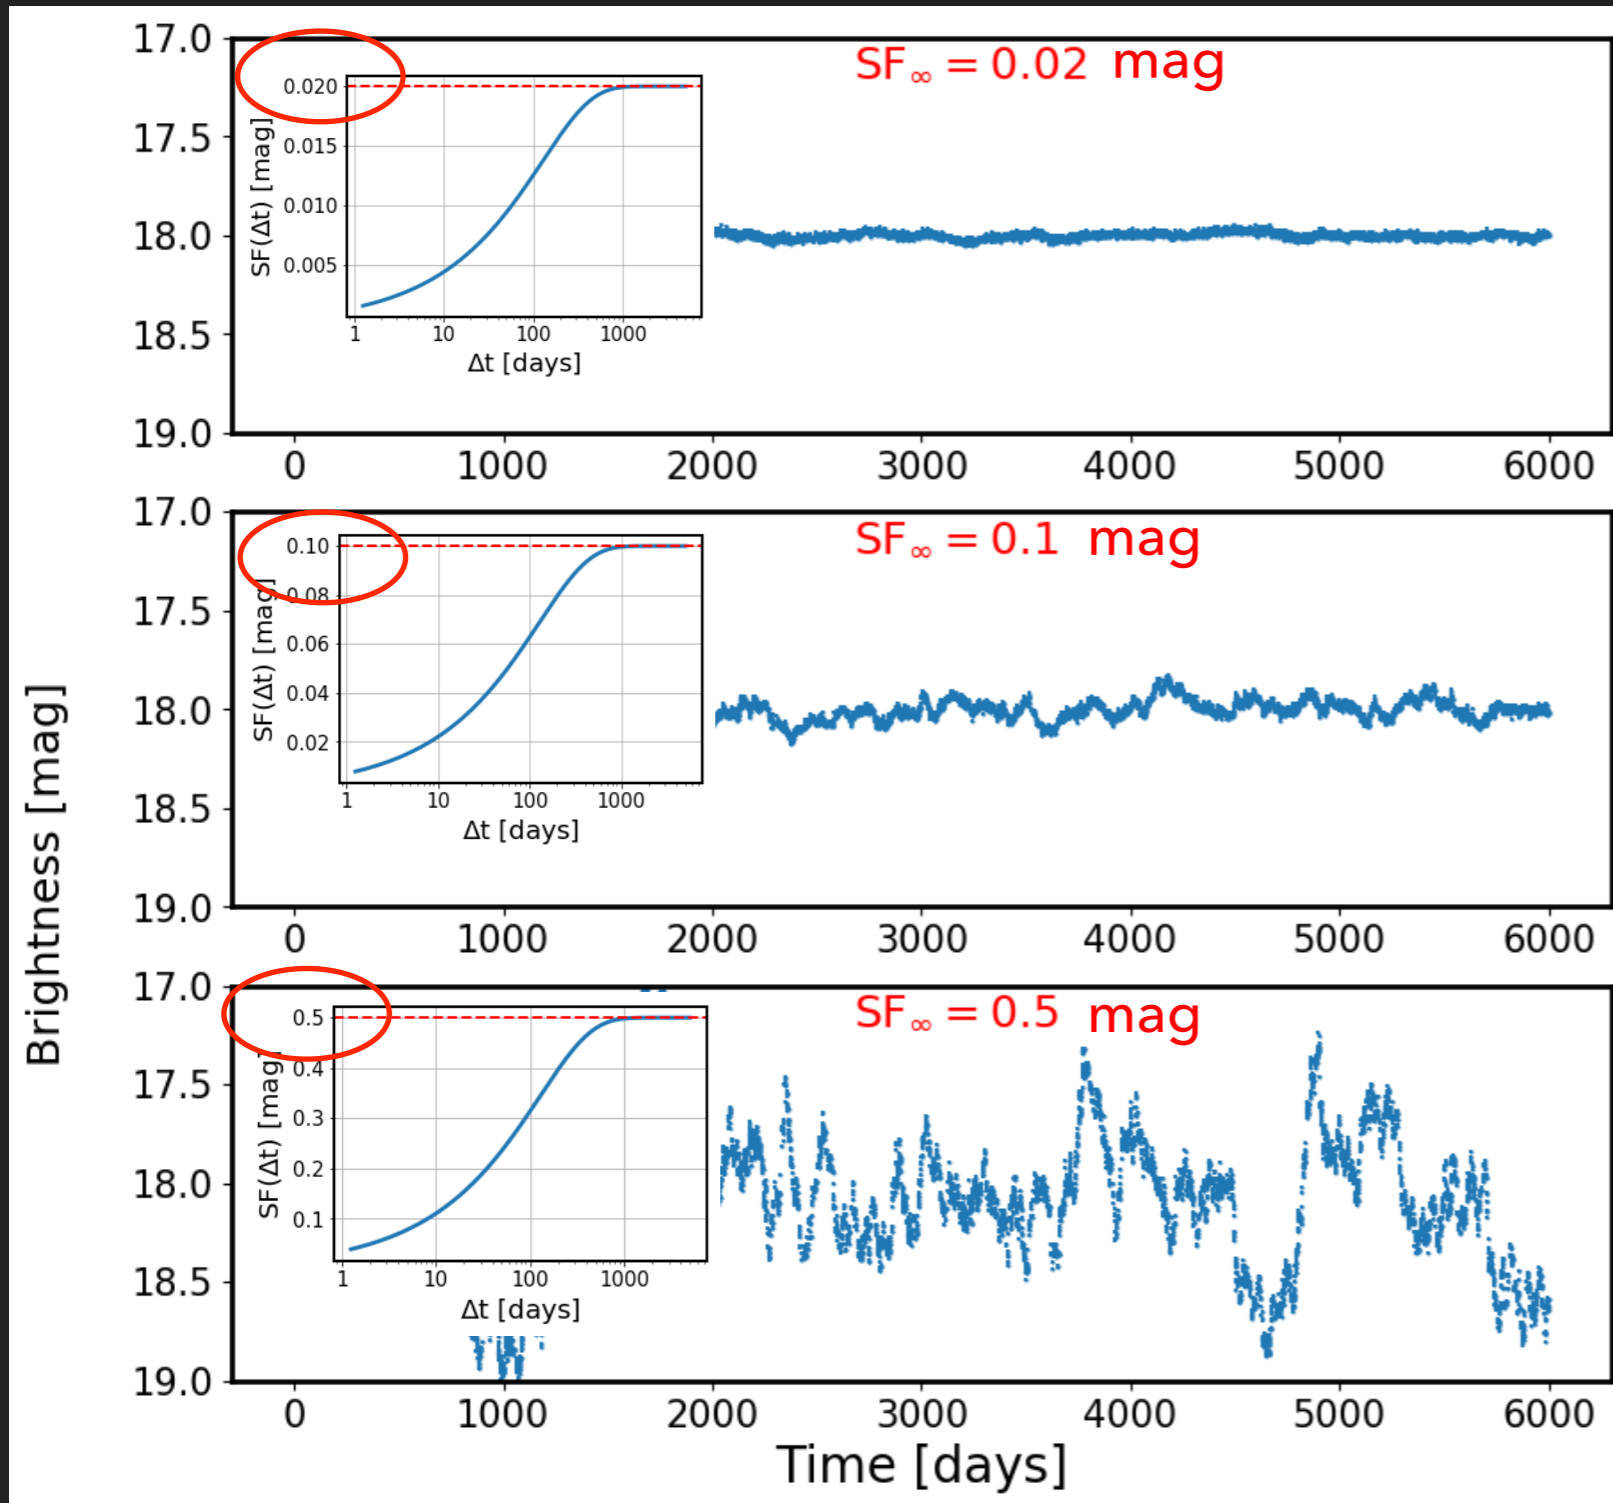 Brightness [mag]
SF∞ = 0.02 mag
17.0
17.5
18.0
18.5
19.0
0 1000 2000 3000 4000 5000 6000
SF(Δt) [mag]
0.020
0.015
0.010
0.005
1 10 100 1000
Δt [days]
SF∞ = 0.1 mag
17.0
17.5
18.0
18.5
19.0
0 1000 2000 3000 4000 5000 6000
SF(Δt) [mag]
0.10
0.08
0.06
0.04
0.02
1 10 100 1000
Δt [days]
SF∞ = 0.5 mag
17.0
17.5
18.0
18.5
19.0
0 1000 2000 3000 4000 5000 6000
SF(Δt) [mag]
0.5
0.4
0.3
0.2
0.1
1 10 100 1000
Δt [days]
Time [days]